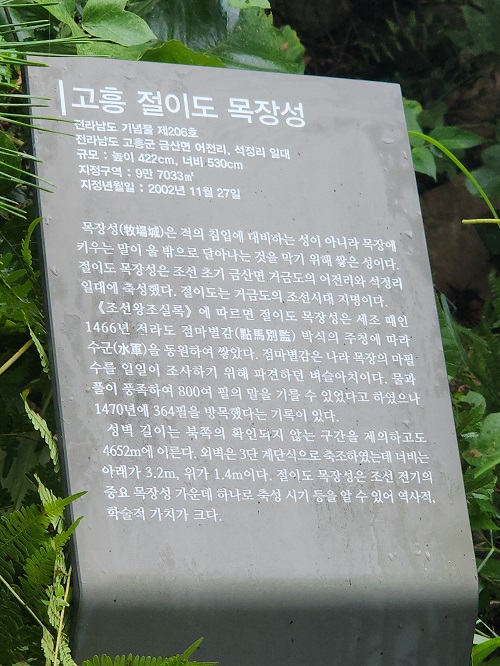 고흥 절이도 목장성
전라남도 기념물 제206호
전라남도 고흥군 금산면 어전리, 석정리 일대
규모 : 높이 422cm, 너비 530cm
지정구역 : 9만 7033㎡
지정년월일 : 2002년 11월 27일
목장성(牧場城)은 적의 침입에 대비하는 성이 아니라 목장에
키우는 말이 울 밖으로 달아나는 것을 막기 위해 쌓은 성이다.
절이도 목장성은 조선 초기 금산면 거금도의 어전리와 석정리
일대에 축성했다. 절이도는 거금도의 조선시대 지명이다.
《조선왕조실록》에 따르면 절이도 목장성은 세조 때인
1466년 전라도 점마별감(點馬別監) 박식의 주청에 따라
수군(水軍)을 동원하여 쌓았다. 점마별감은 나라 목장의 마필
수를 일일이 조사하기 위해 파견하던 벼슬아치이다. 물과
풀이 풍족하여 800여 필의 말을 기를 수 있었다고 하였으나
1470년에 364필을 방목했다는 기록이 있다.
성벽 길이는 북쪽의 확인되지 않는 구간을 제외하고도
4652m에 이른다. 외벽은 3단 계단식으로 축조하였는데 너비는
아래가 3.2m, 위가 1.4m이다. 절이도 목장성은 조선 전기의
중요 목장성 가운데 하나로 축성 시기 등을 알 수 있어 역사적,
학술적 가치가 크다.